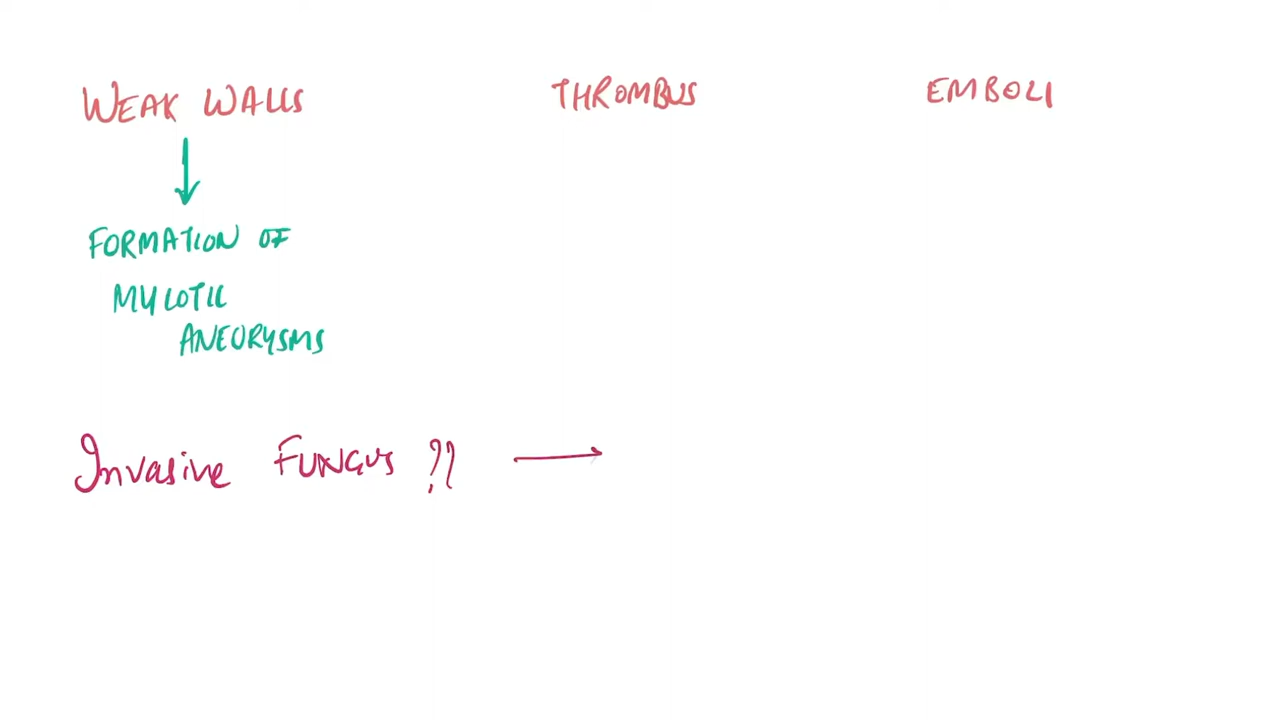 WEAK WALLS THROMBUS EMBOLI
↓
FORMATION OF
MYCOTIC
ANEURYSMS
Invasive FUNGUS ?? →